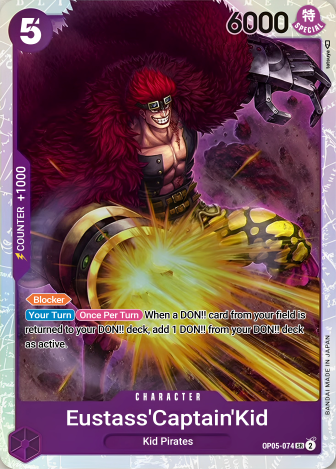 5
6000
特
SPECIAL
tatsuya
COUNTER +1000
Blocker
Your Turn Once Per Turn When a DON!! card from your field is
returned to your DON!! deck, add 1 DON!! from your DON!! deck
as active.
BANDAI MADE IN JAPAN
CHARACTER
Eustass'Captain'Kid
Kid Pirates
OP05-074 SR 2